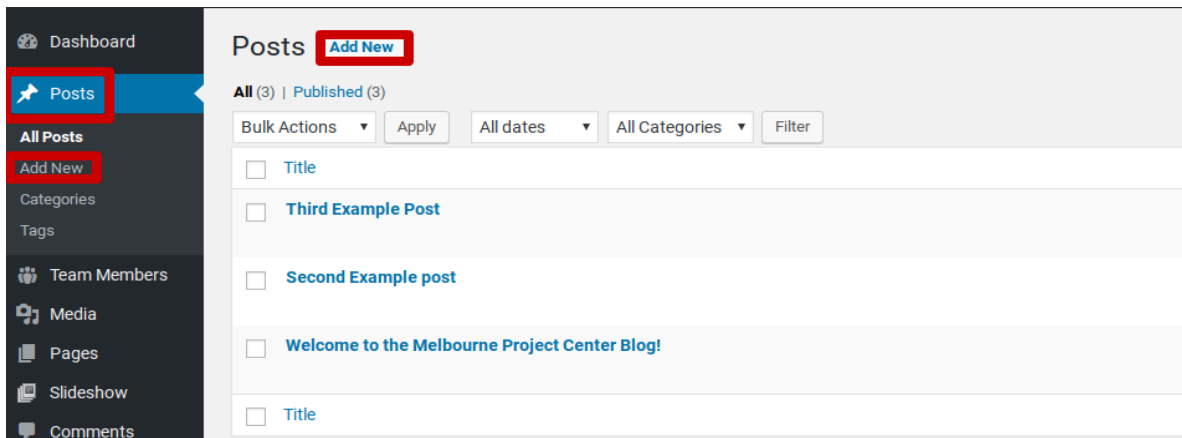 Dashboard
Posts
All Posts
Add New
Categories
Tags
Team Members
Media
Pages
Slideshow
Comments
Posts Add New
All (3) | Published (3)
Bulk Actions Apply All dates All Categories Filter
Title
Third Example Post
Second Example post
Welcome to the Melbourne Project Center Blog!
Title